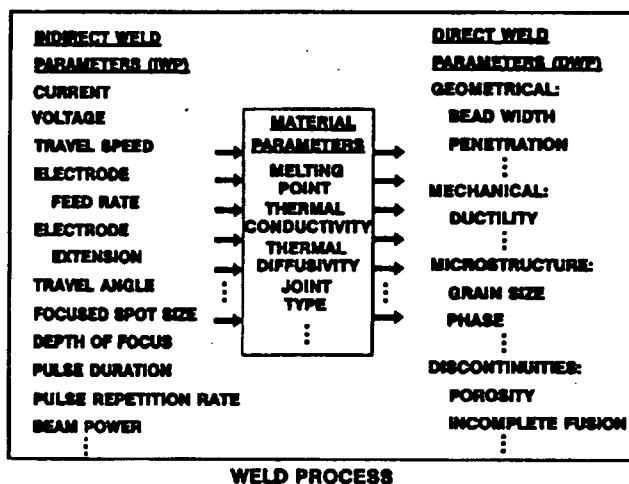 INDIRECT WELD
PARAMETERS (IWP)
CURRENT
VOLTAGE
TRAVEL SPEED
ELECTRODE
FEED RATE
ELECTRODE
EXTENSION
TRAVEL ANGLE
FOCUSED SPOT SIZE
DEPTH OF FOCUS
PULSE DURATION
PULSE REPETITION RATE
BEAM POWER
MATERIAL
PARAMETERS
MELTING
POINT
THERMAL
CONDUCTIVITY
THERMAL
DIFFUSIVITY
JOINT
TYPE
DIRECT WELD
PARAMETERS (DWP)
GEOMETRICAL:
BEAD WIDTH
PENETRATION
MECHANICAL:
DUCTILITY
MICROSTRUCTURE:
GRAIN SIZE
PHASE
DISCONTINUITIES:
POROSITY
INCOMPLETE FUSION
WELD PROCESS